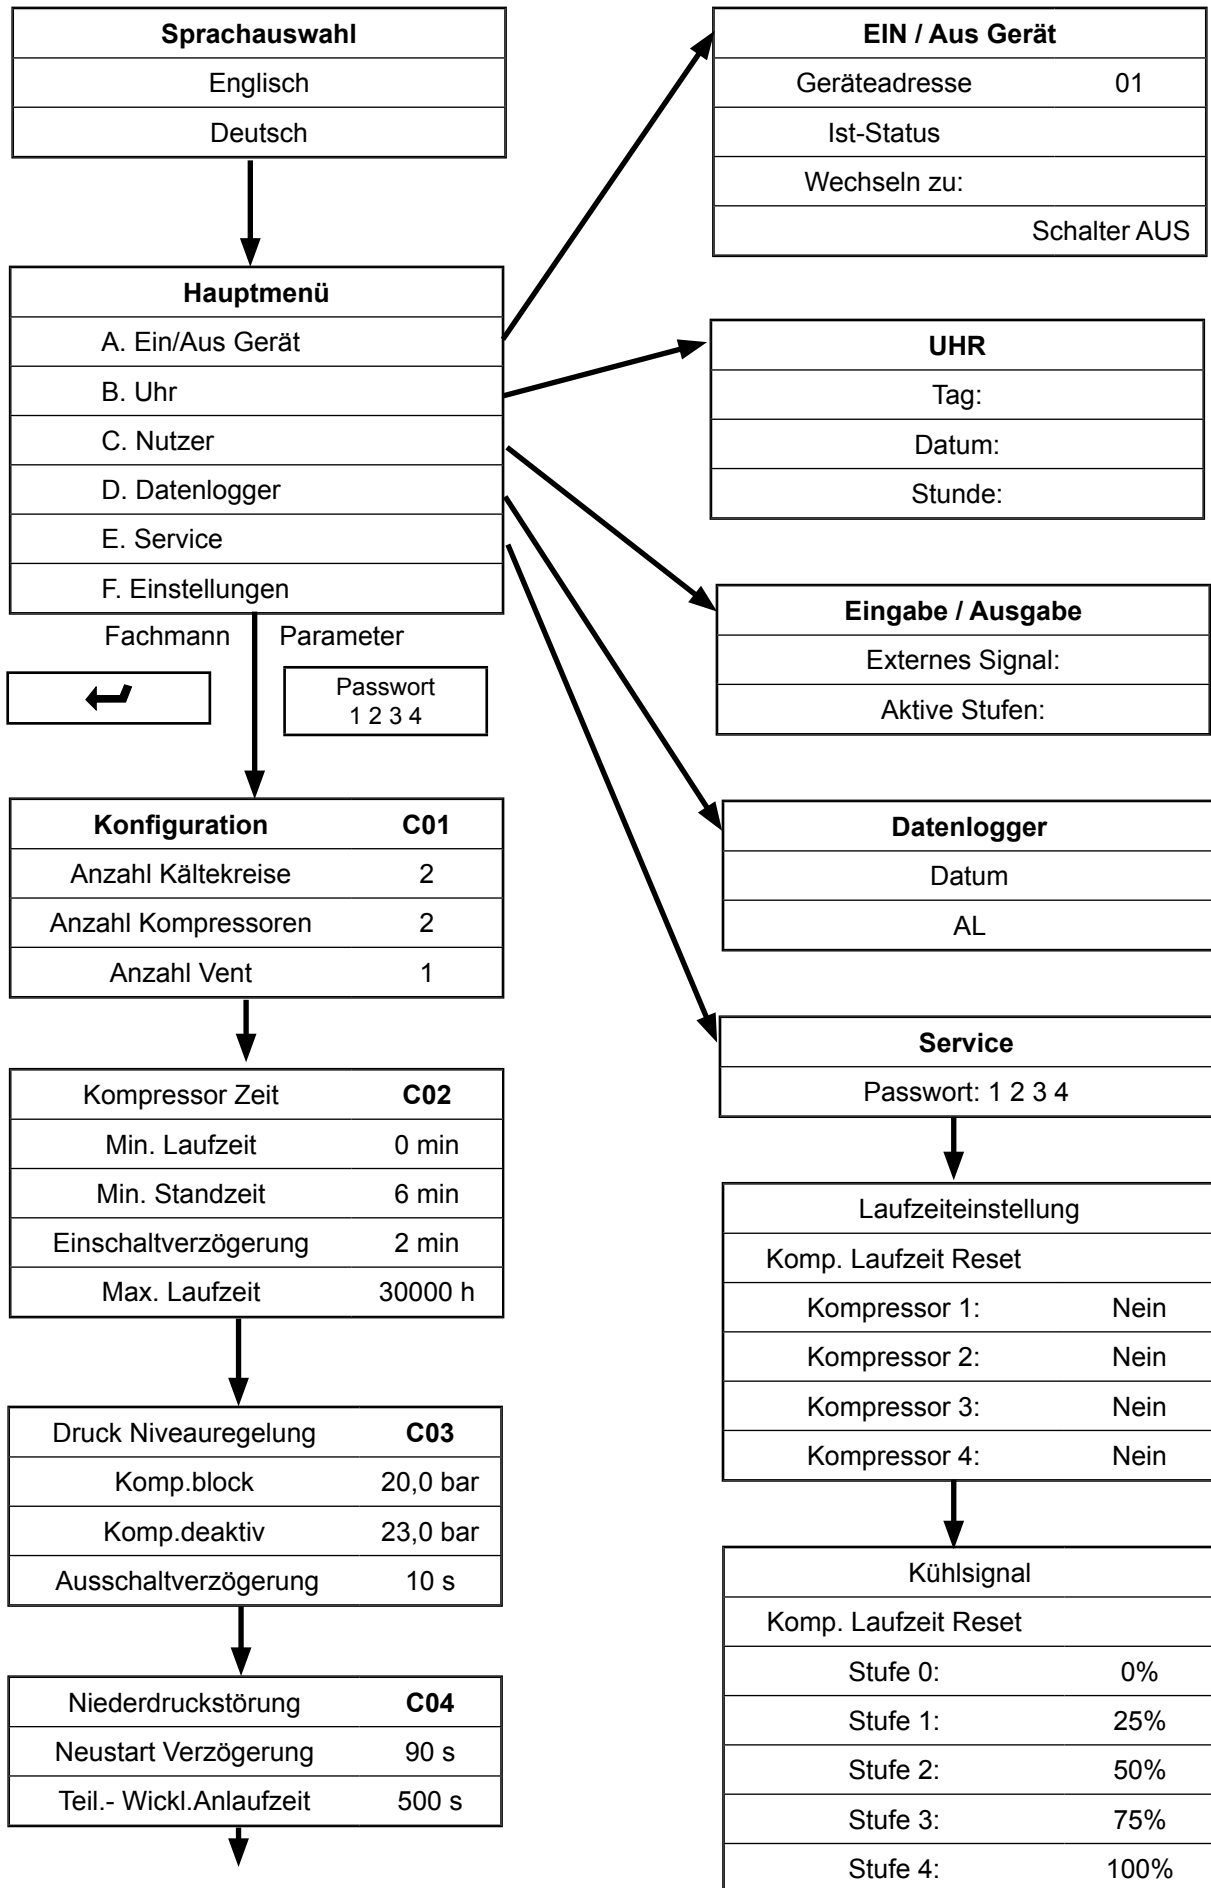 Sprachauswahl
Englisch
Deutsch
Hauptmenü
A. Ein/Aus Gerät
B. Uhr
C. Nutzer
D. Datenlogger
E. Service
F. Einstellungen
Fachmann Parameter
Passwort
1 2 3 4
Konfiguration C01
Anzahl Kältekreise 2
Anzahl Kompressoren 2
Anzahl Vent 1
Kompressor Zeit C02
Min. Laufzeit 0 min
Min. Standzeit 6 min
Einschaltverzögerung 2 min
Max. Laufzeit 30000 h
Druck Niveauregelung C03
Komp.block 20,0 bar
Komp.deaktiv 23,0 bar
Ausschaltverzögerung 10 s
Niederdruckstörung C04
Neustart Verzögerung 90 s
Teil.- Wickl.Anlaufzeit 500 s
EIN / Aus Gerät
Geräteadresse 01
Ist-Status
Wechseln zu:
Schalter AUS
UHR
Tag:
Datum:
Stunde:
Eingabe / Ausgabe
Externes Signal:
Aktive Stufen:
Datenlogger
Datum
AL
Service
Passwort: 1 2 3 4
Laufzeiteinstellung
Komp. Laufzeit Reset
Kompressor 1: Nein
Kompressor 2: Nein
Kompressor 3: Nein
Kompressor 4: Nein
Kühlsignal
Komp. Laufzeit Reset
Stufe 0: 0%
Stufe 1: 25%
Stufe 2: 50%
Stufe 3: 75%
Stufe 4: 100%